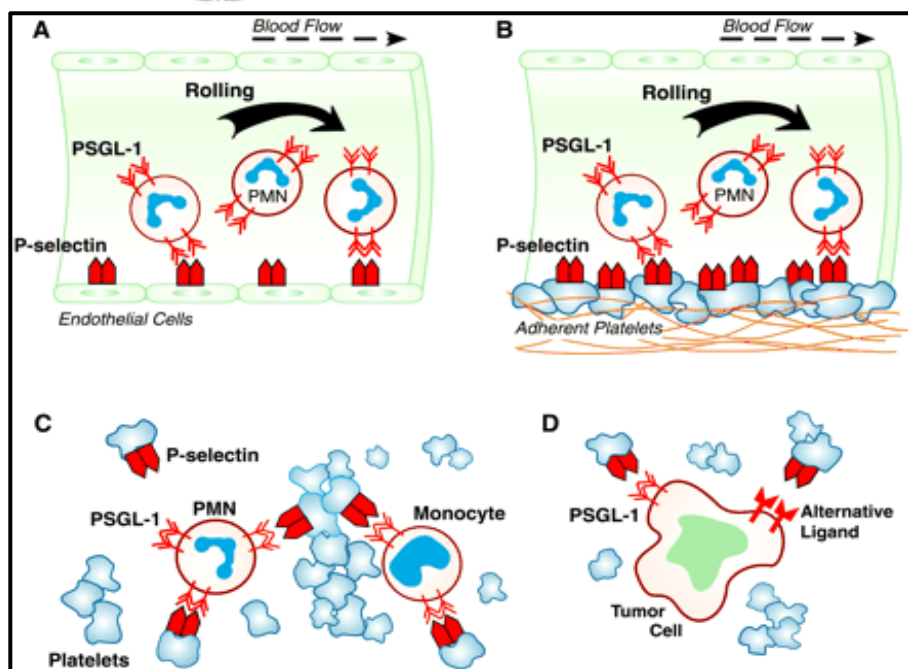 A
Blood Flow
Rolling
PSGL-1
PMN
P-selectin
Endothelial Cells
B
Blood Flow
Rolling
PSGL-1
PMN
P-selectin
Adherent Platelets
C
P-selectin
PSGL-1
PMN
Monocyte
Platelets
D
PSGL-1
Alternative
Ligand
Tumor
Cell